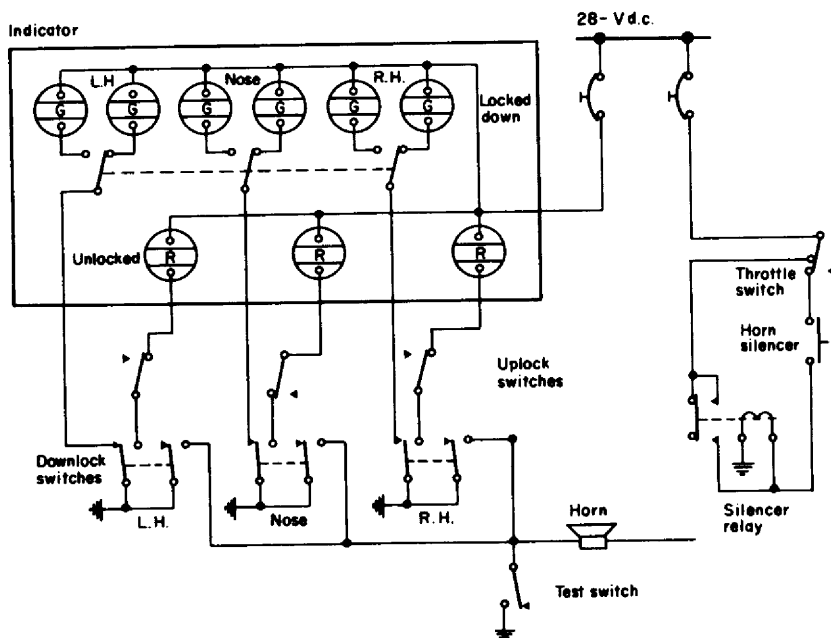 28-V d.c.
Indicator
L.H
Nose
R.H.
G G G G G G
Locked
down
Unlocked
R R R
Throttle
switch
Horn
silencer
Uplock
switches
Downlock
switches
L.H.
Nose
R.H.
Horn
Silencer
relay
Test switch